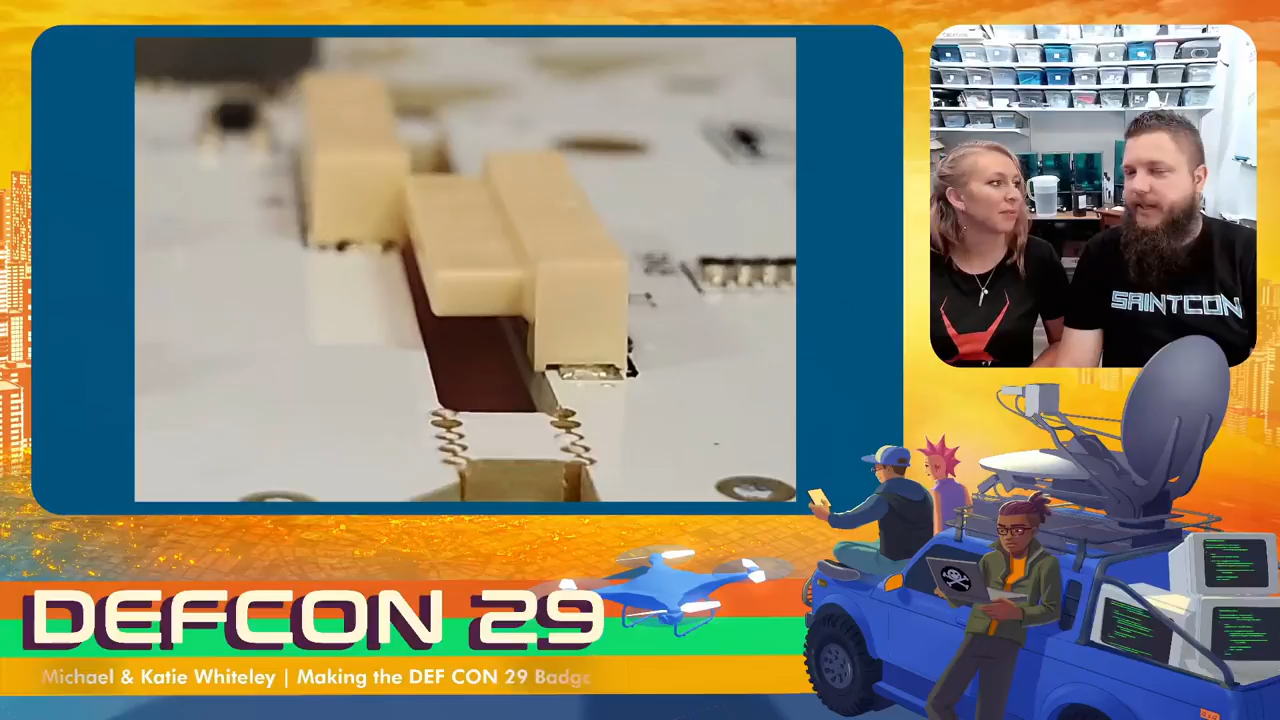 SAINTCON
DEFCON 29
Michael & Katie Whiteley | Making the DEF CON 29 Badge